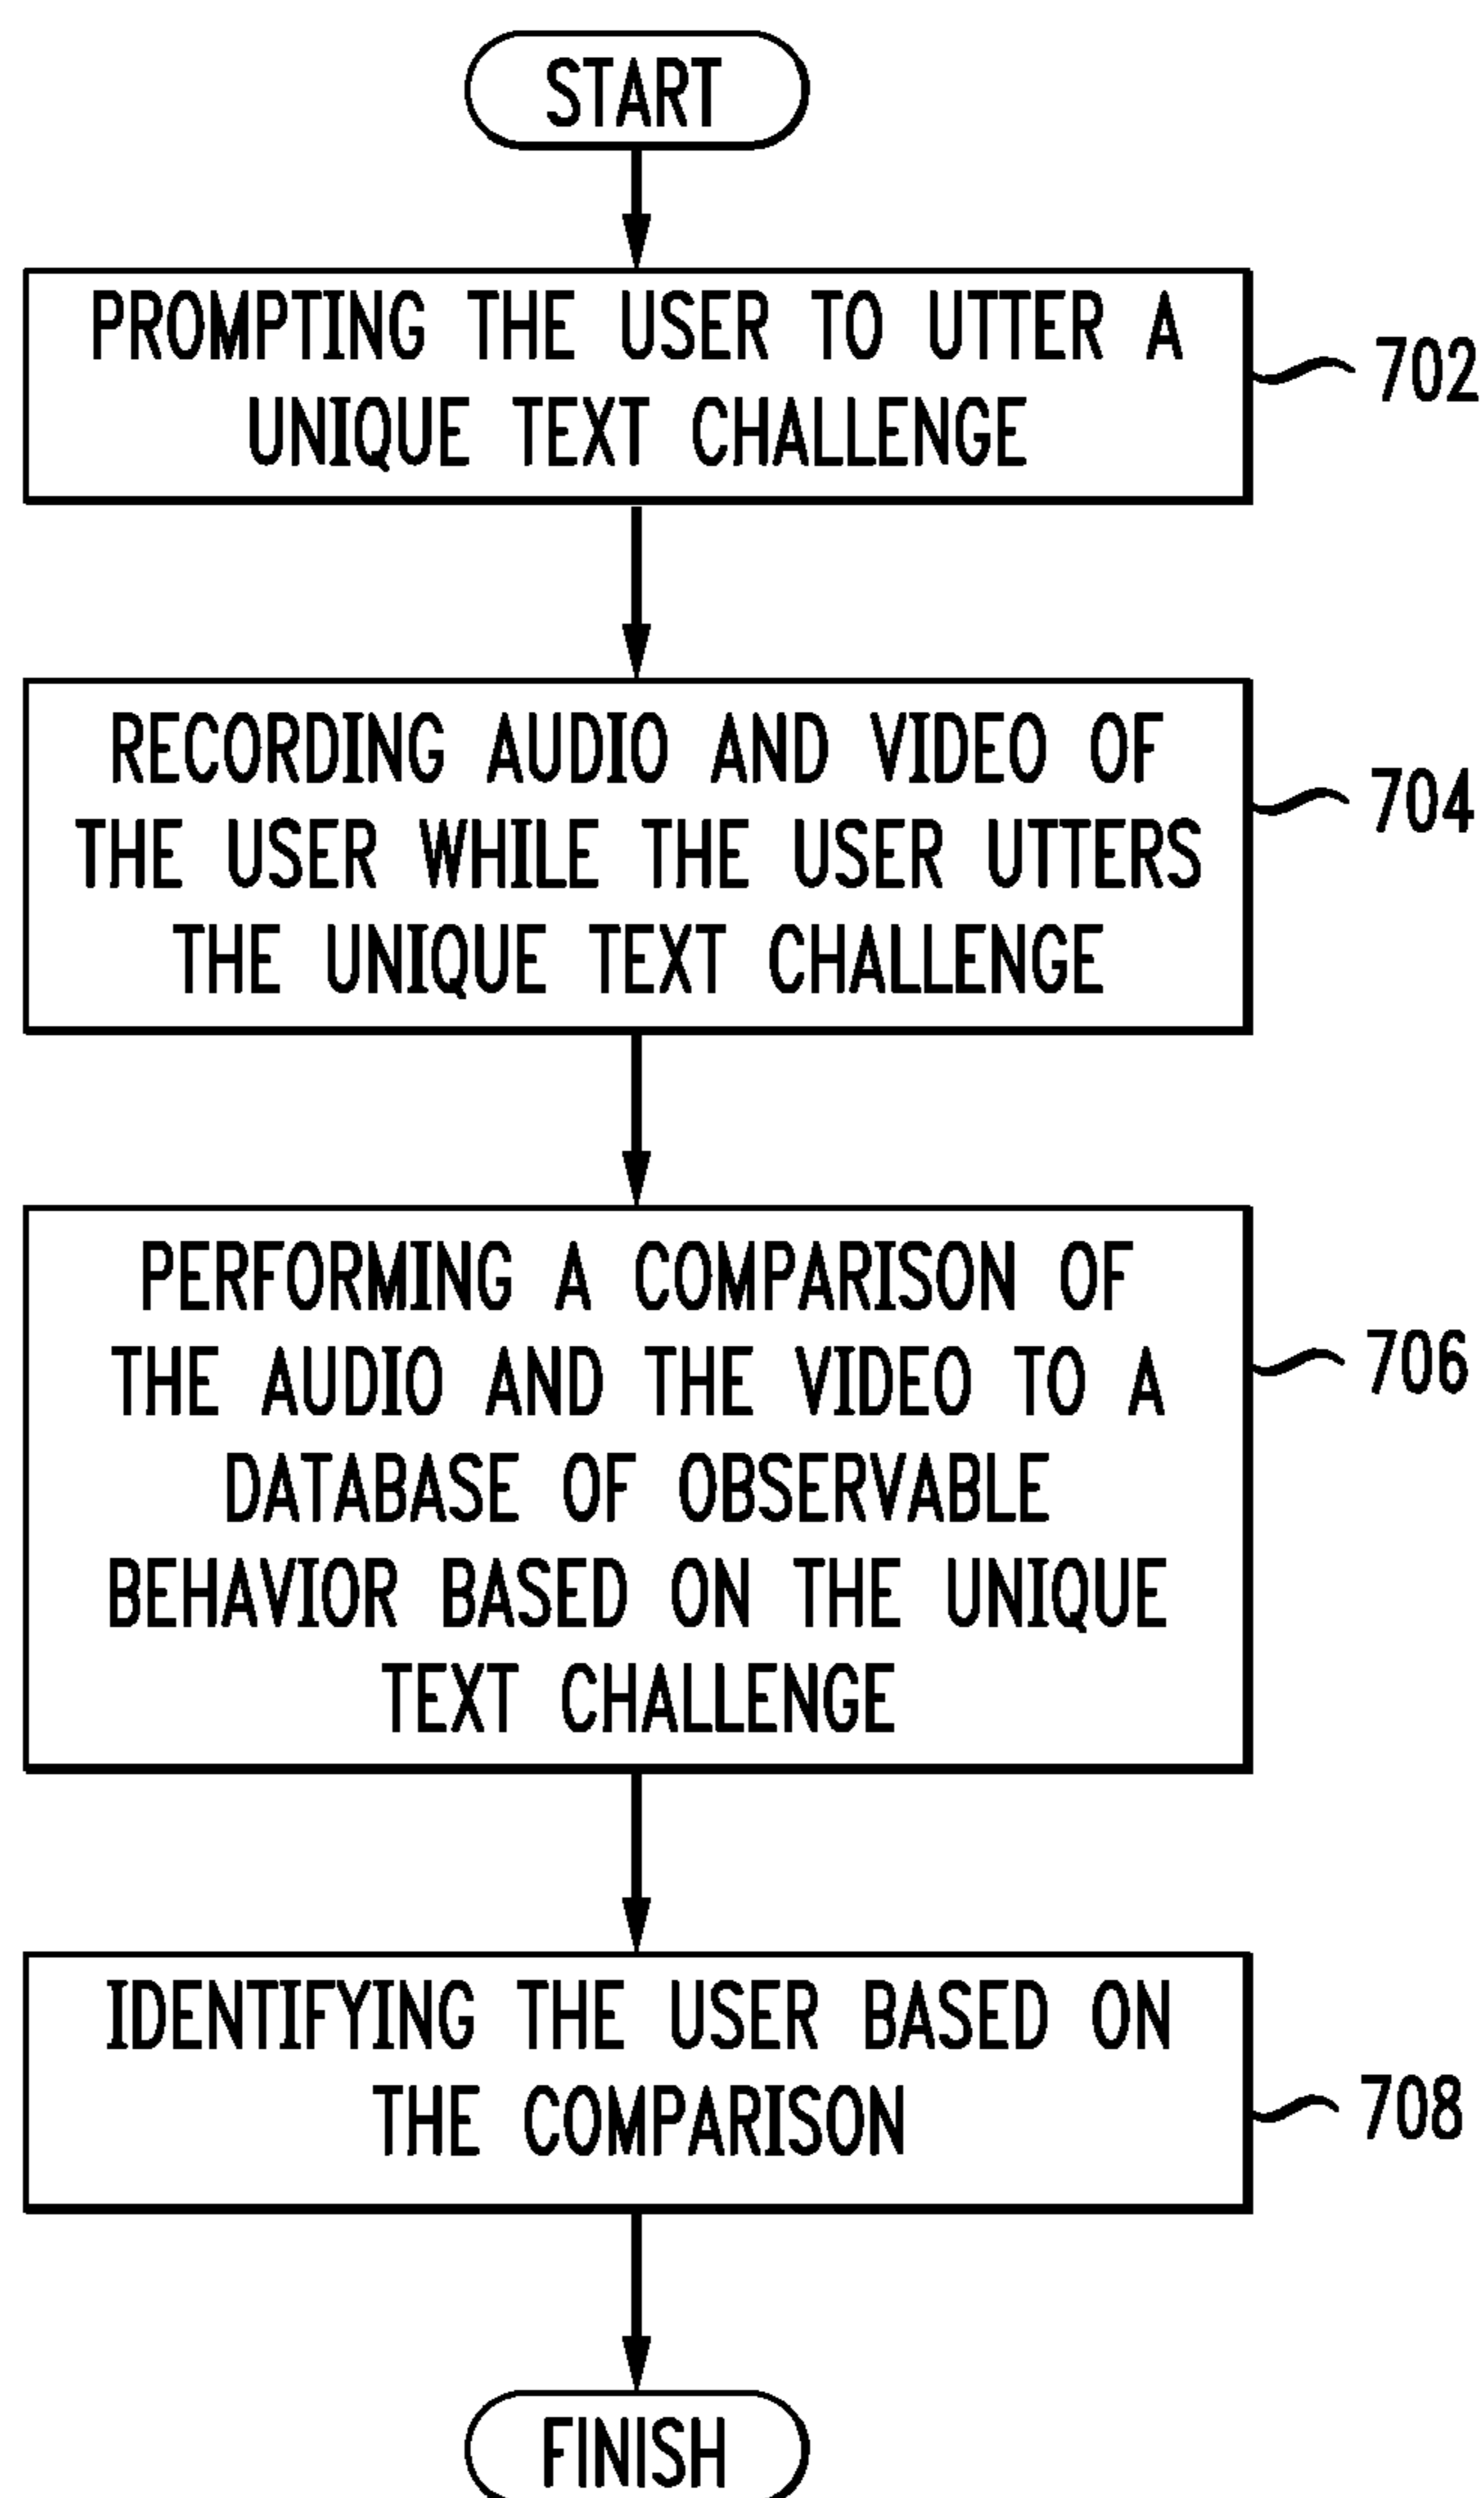 START
PROMPTING THE USER TO UTTER A
UNIQUE TEXT CHALLENGE
702
RECORDING AUDIO AND VIDEO OF
THE USER WHILE THE USER UTTERS
THE UNIQUE TEXT CHALLENGE
704
PERFORMING A COMPARISON OF
THE AUDIO AND THE VIDEO TO A
DATABASE OF OBSERVABLE
BEHAVIOR BASED ON THE UNIQUE
TEXT CHALLENGE
706
IDENTIFYING THE USER BASED ON
THE COMPARISON
708
FINISH